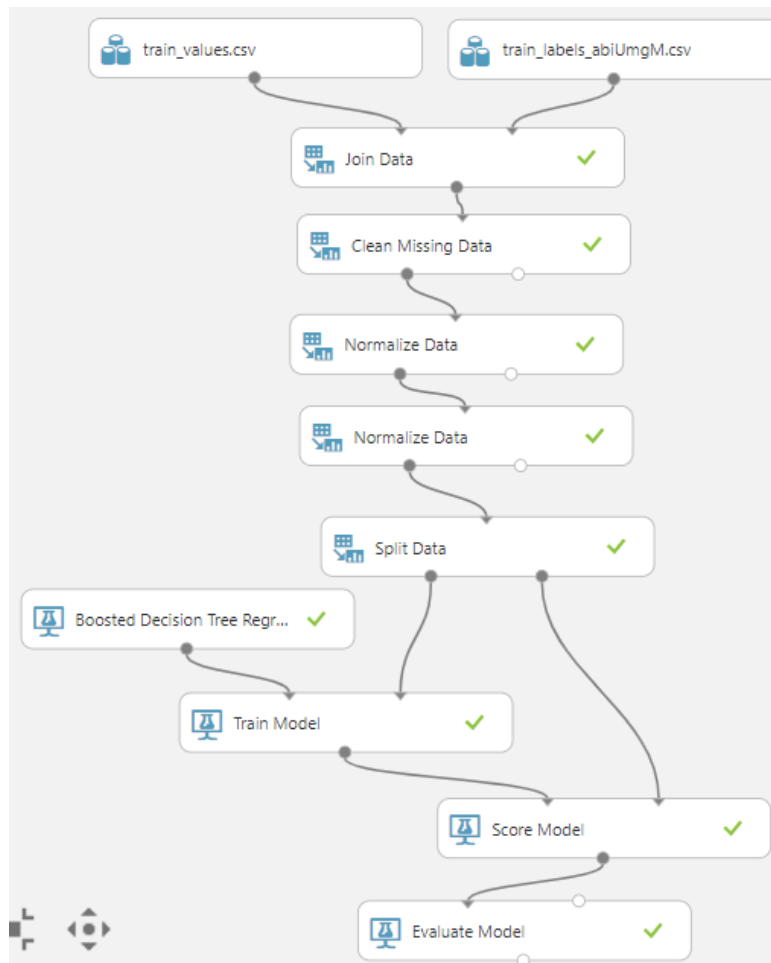 train_values.csv
train_labels_abiUmgM.csv
Join Data
Clean Missing Data
Normalize Data
Normalize Data
Split Data
Boosted Decision Tree Regr...
Train Model
Score Model
Evaluate Model